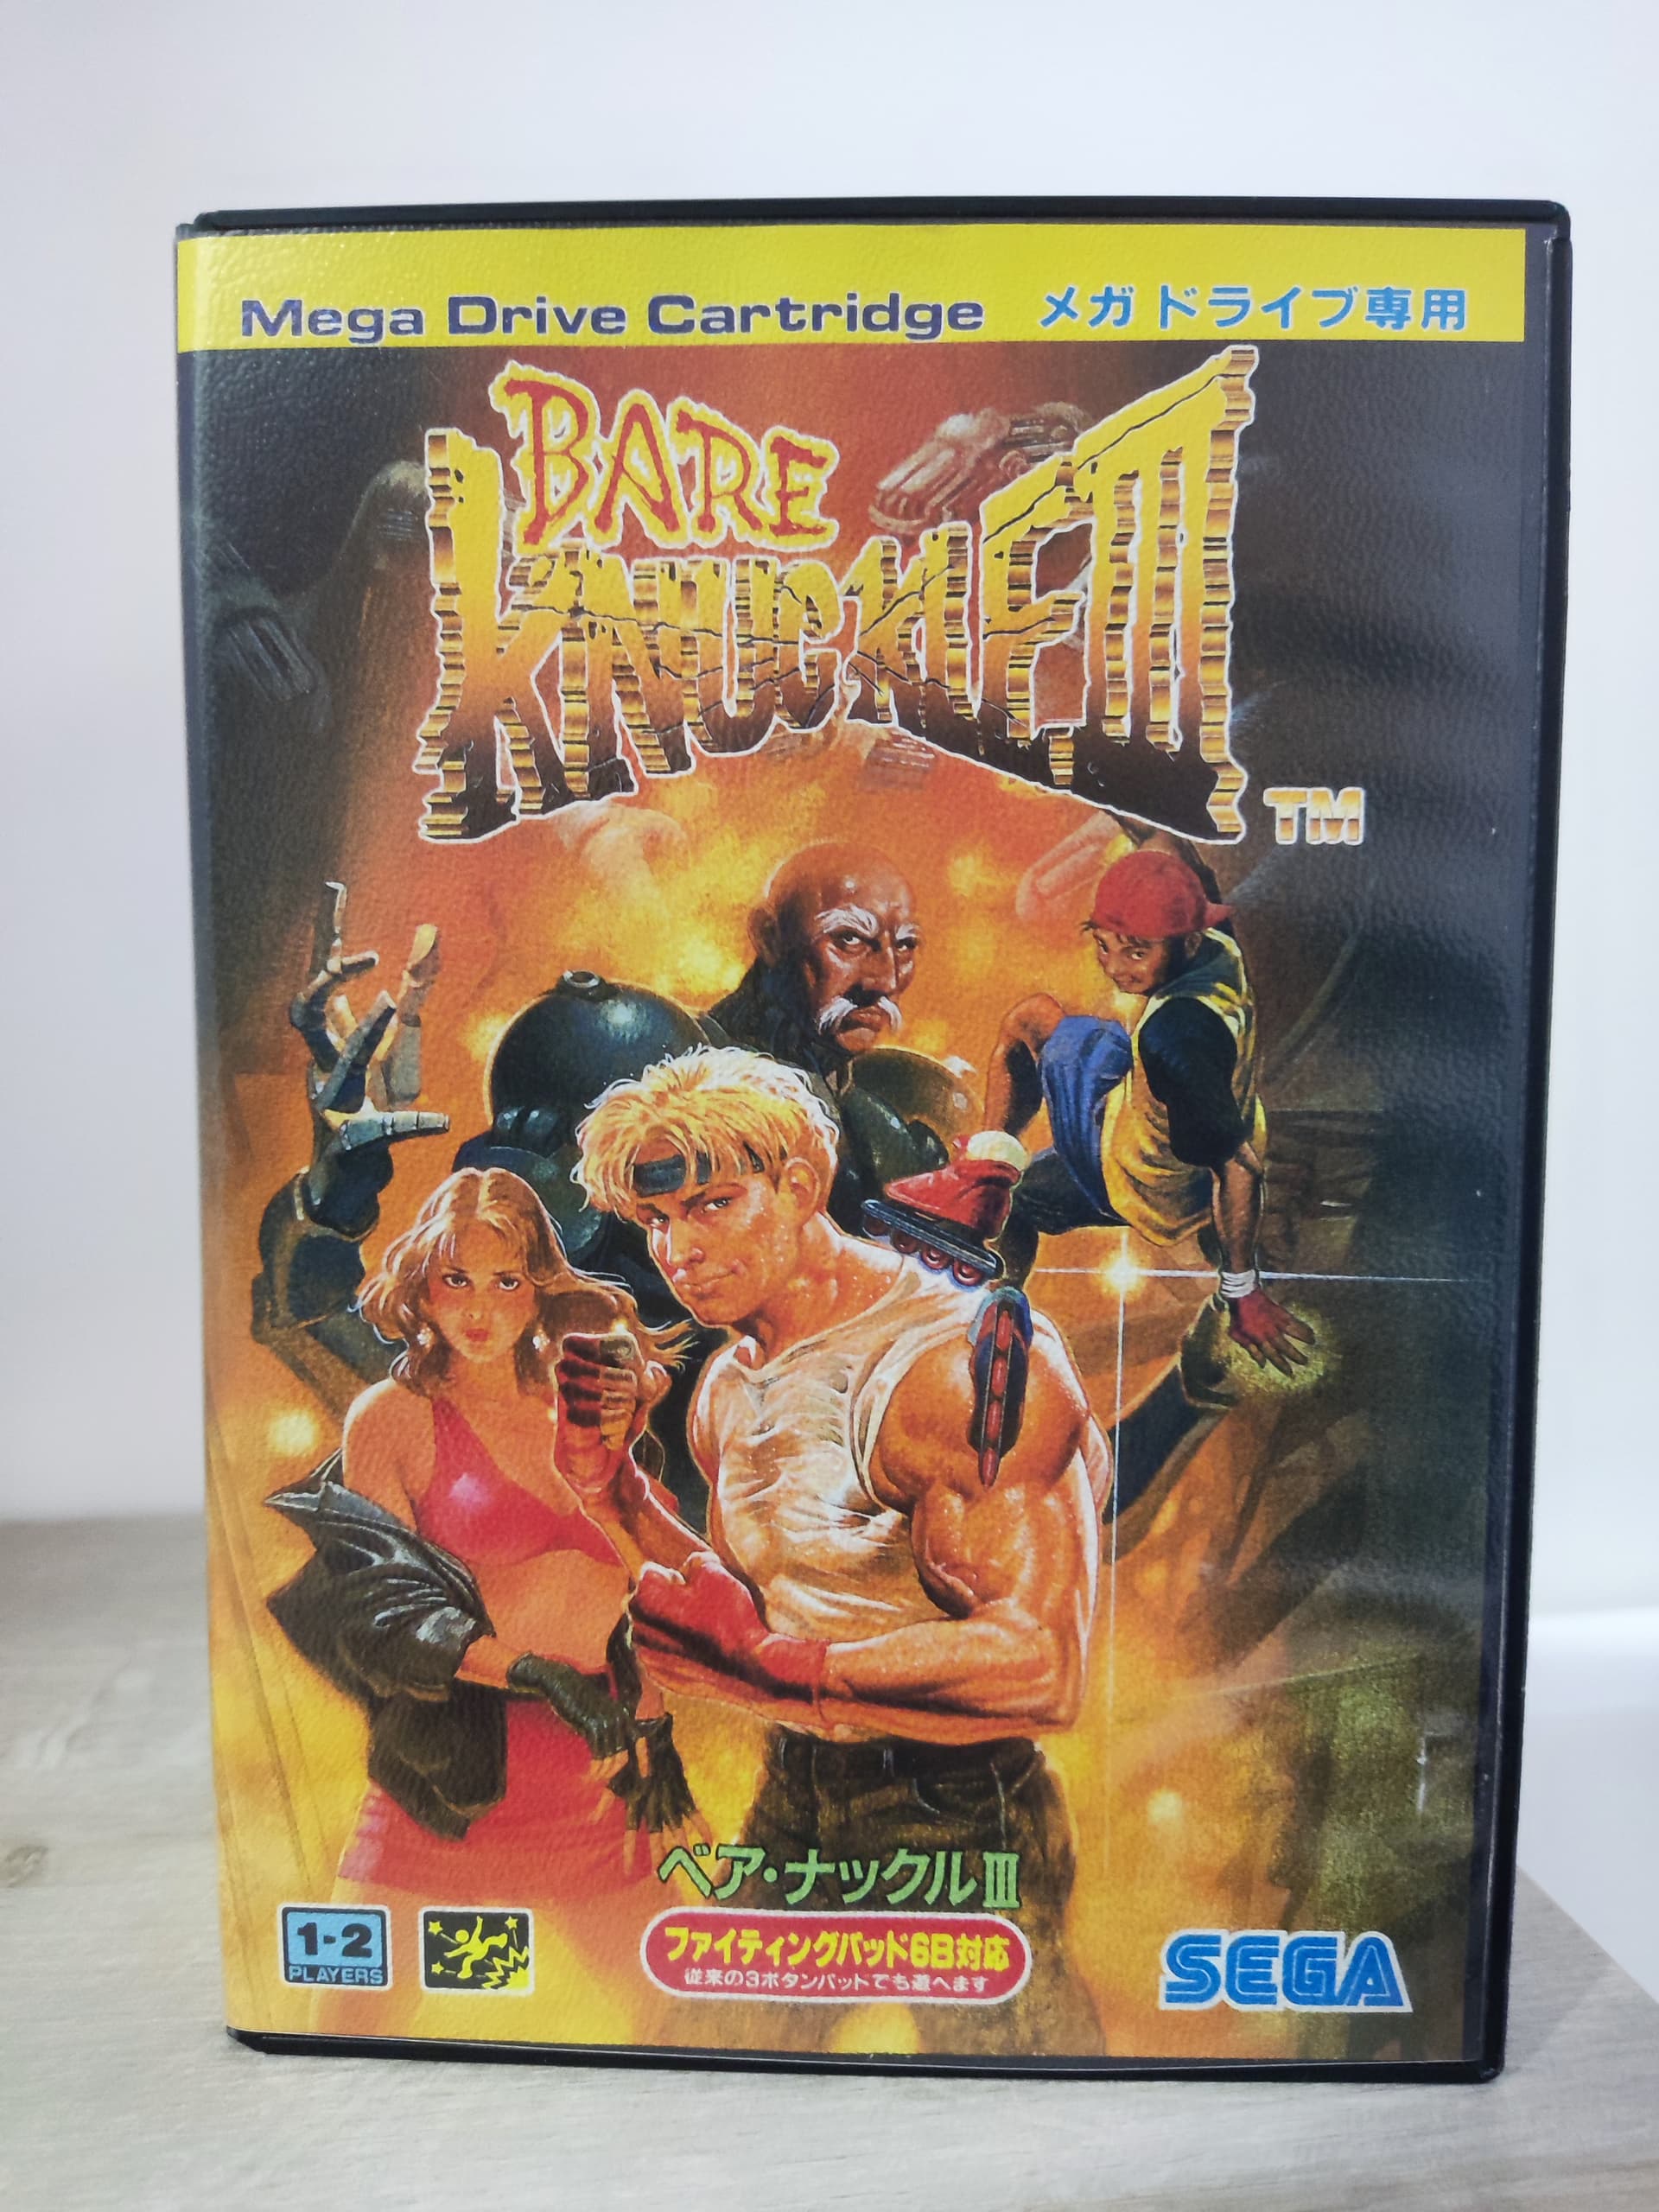 Mega Drive Cartridge メガドライブ専用
BARE
KNUCKLE III
TM
ベア・ナックルIII
1-2
PLAYERS
ファイティングパッド6B対応
従来の3ボタンパットでも遊べます
SEGA